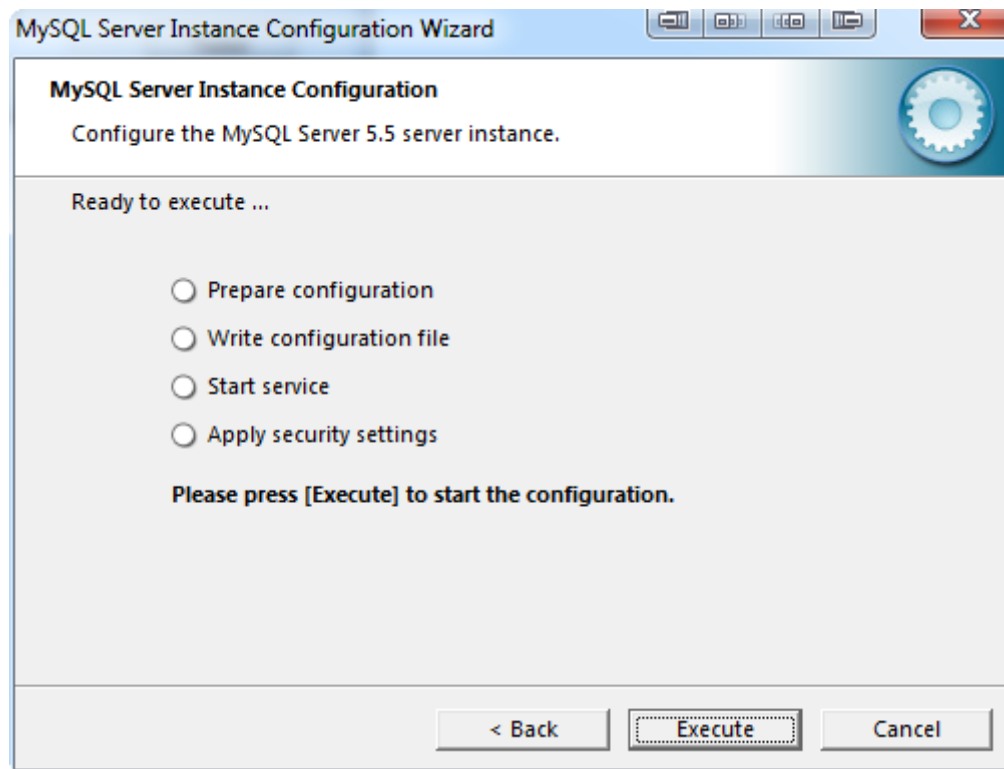 MySQL Server Instance Configuration Wizard
MySQL Server Instance Configuration
Configure the MySQL Server 5.5 server instance.
Ready to execute ...
Prepare configuration
Write configuration file
Start service
Apply security settings
Please press [Execute] to start the configuration.
< Back Execute Cancel